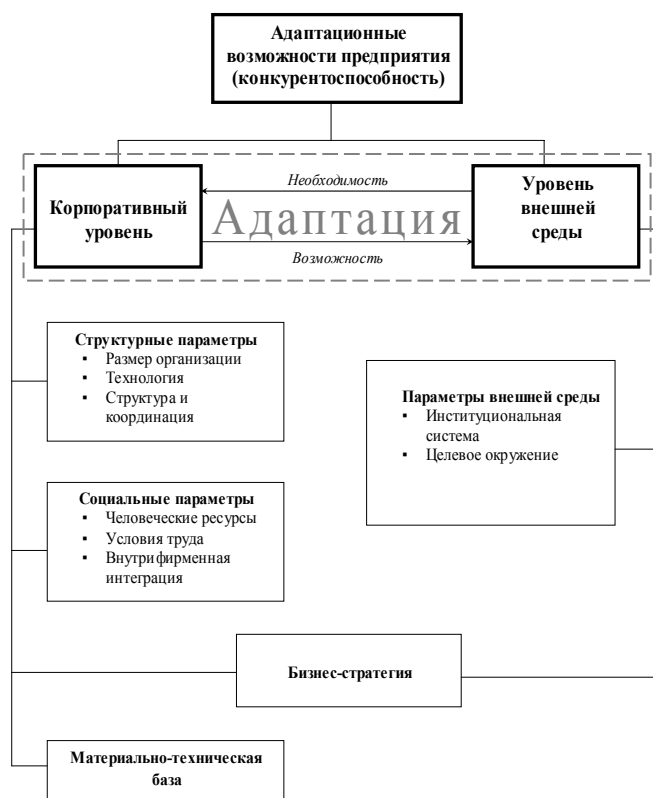 Адаптационные
возможности предприятия
(конкурентоспособность)
Необходимость
Корпоративный
уровень
Адаптация
Уровень
внешней
среды
Возможность
Структурные параметры
▪ Размер организации
▪ Технология
▪ Структура и
координация
Параметры внешней среды
▪ Институциональная
система
▪ Целевое окружение
Социальные параметры
▪ Человеческие ресурсы
▪ Условия труда
▪ Внутрифирменная
интеграция
Бизнес-стратегия
Материально-техническая
база